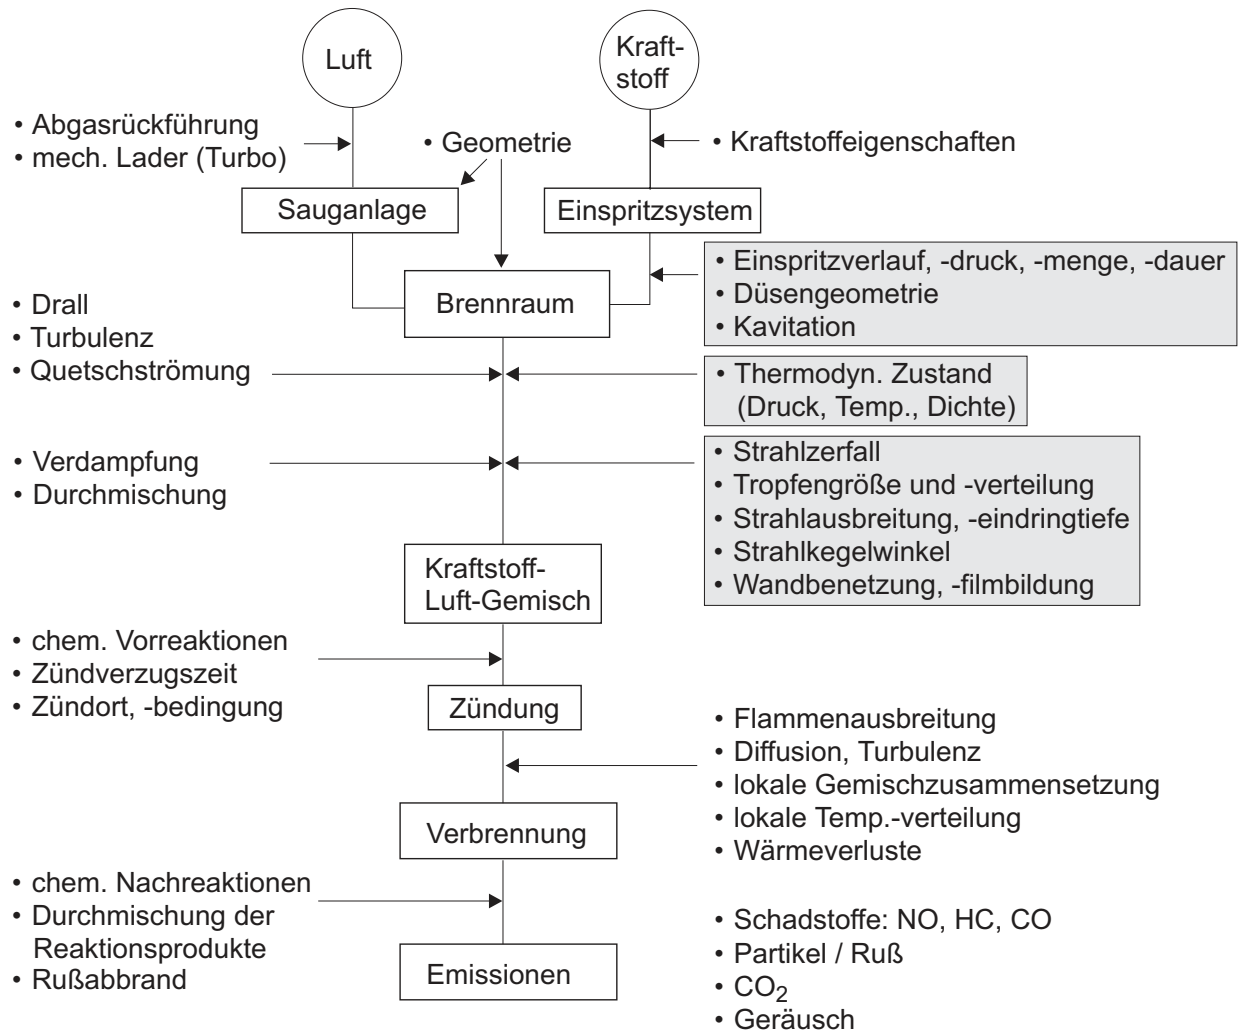 Luft
Kraft-
stoff
• Abgasrückführung
• mech. Lader (Turbo)
• Geometrie
• Kraftstoffeigenschaften
Sauganlage
Einspritzsystem
• Einspritzverlauf, -druck, -menge, -dauer
• Düsengeometrie
• Kavitation
Brennraum
• Drall
• Turbulenz
• Quetschströmung
• Thermodyn. Zustand
(Druck, Temp., Dichte)
• Verdampfung
• Durchmischung
• Strahlzerfall
• Tropfengröße und -verteilung
• Strahlausbreitung, -eindringtiefe
• Strahlkegelwinkel
• Wandbenetzung, -filmbildung
Kraftstoff-
Luft-Gemisch
• chem. Vorreaktionen
• Zündverzugszeit
• Zündort, -bedingung
Zündung
• Flammenausbreitung
• Diffusion, Turbulenz
• lokale Gemischzusammensetzung
• lokale Temp.-verteilung
• Wärmeverluste
Verbrennung
• chem. Nachreaktionen
• Durchmischung der
Reaktionsprodukte
• Rußabbrand
Emissionen
• Schadstoffe: NO, HC, CO
• Partikel / Ruß
• CO2
• Geräusch